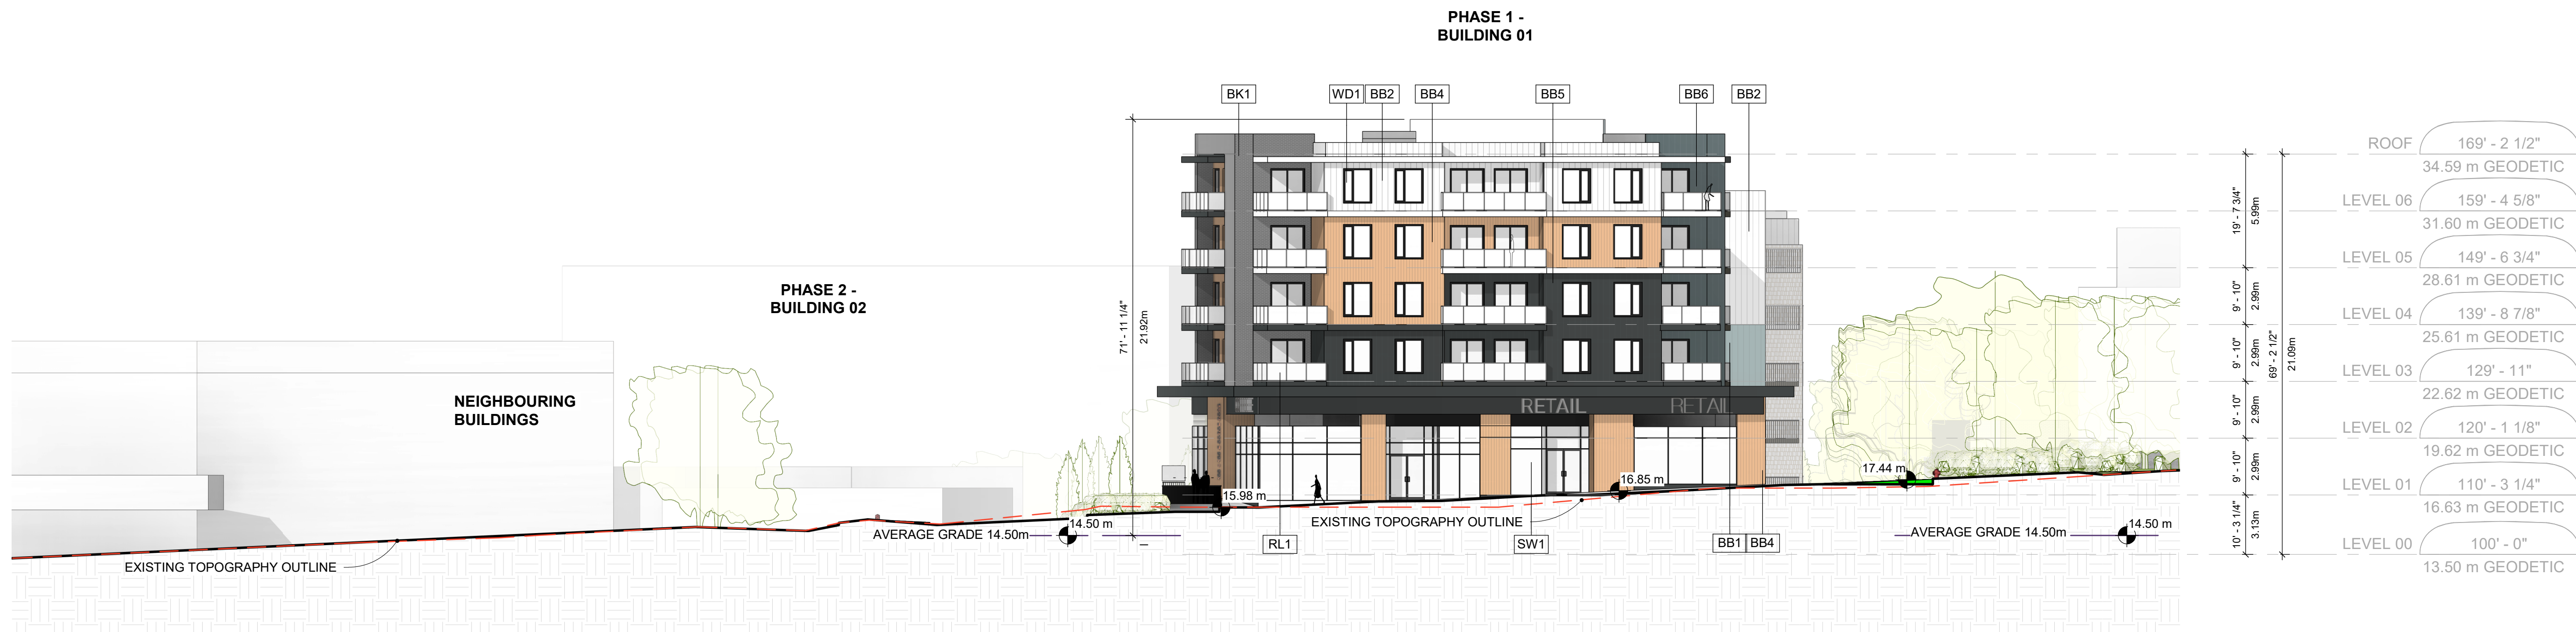 PHASE 1 -
BUILDING 01
BK1
WD1
BB2
BB4
BB5
BB6
BB2
PHASE 2 -
BUILDING 02
NEIGHBOURING
BUILDINGS
71' - 11 1/4"
21.92m
RETAIL
RETAIL
15.98 m
16.85 m
17.44 m
14.50 m
AVERAGE GRADE 14.50m
EXISTING TOPOGRAPHY OUTLINE
EXISTING TOPOGRAPHY OUTLINE
RL1
SW1
BB1
BB4
AVERAGE GRADE 14.50m
14.50 m
19' - 7 3/4"
5.99m
9' - 10"
2.99m
9' - 10"
2.99m
9' - 10"
2.99m
9' - 10"
2.99m
10' - 3 1/4"
3.13m
69' - 2 1/2"
21.09m
ROOF
169' - 2 1/2"
34.59 m GEODETIC
LEVEL 06
159' - 4 5/8"
31.60 m GEODETIC
LEVEL 05
149' - 6 3/4"
28.61 m GEODETIC
LEVEL 04
139' - 8 7/8"
25.61 m GEODETIC
LEVEL 03
129' - 11"
22.62 m GEODETIC
LEVEL 02
120' - 1 1/8"
19.62 m GEODETIC
LEVEL 01
110' - 3 1/4"
16.63 m GEODETIC
LEVEL 00
100' - 0"
13.50 m GEODETIC